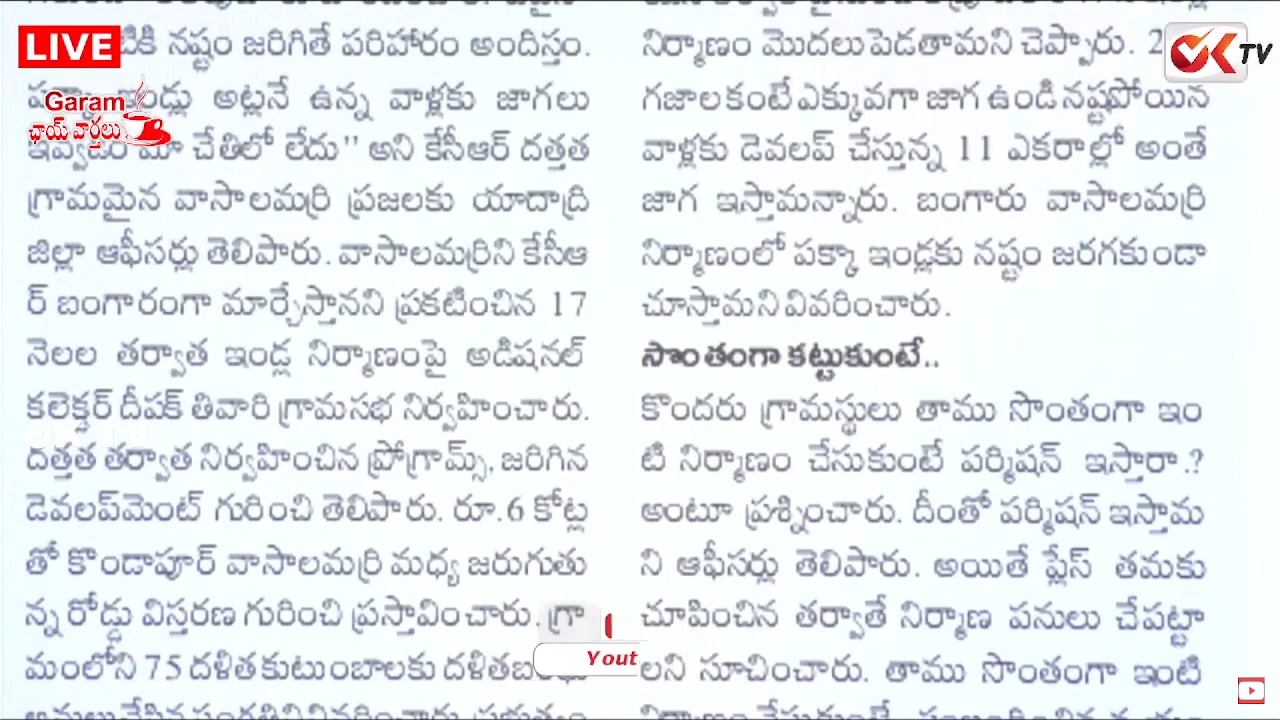 LIVE
Garam
ఛాయ్ వార్తలు
OK TV
నష్టం జరిగితే పరిహారం అందిస్తం.
అట్లనే ఉన్న వాళ్లకు జాగలు
ఇవ్వడం మా చేతిలో లేదు" అని కేసీఆర్ దత్తత
గ్రామమైన వాసాలమర్రి ప్రజలకు యాదాద్రి
జిల్లా ఆఫీసర్లు తెలిపారు. వాసాలమర్రిని కేసీఆ
ర్ బంగారంగా మార్చేస్తానని ప్రకటించిన 17
నెలల తర్వాత ఇండ్ల నిర్మాణంపై అడిషనల్
కలెక్టర్ దీపక్ తివారి గ్రామసభ నిర్వహించారు.
దత్తత తర్వాత నిర్వహించిన ప్రోగ్రామ్స్, జరిగిన
డెవలప్‌మెంట్ గురించి తెలిపారు. రూ.6 కోట్ల
తో కొండాపూర్ వాసాలమర్రి మధ్య జరుగుతు
న్న రోడ్డు విస్తరణ గురించి ప్రస్తావించారు. గ్రా
మంలోని 75 దళిత కుటుంబాలకు
నిర్మాణం మొదలు పెడతామని చెప్పారు.
గజాల కంటే ఎక్కువగా జాగ ఉండి నష్టపోయిన
వాళ్లకు డెవలప్ చేస్తున్న 11 ఎకరాల్లో అంతే
జాగ ఇస్తామన్నారు. బంగారు వాసాలమర్రి
నిర్మాణంలో పక్కా ఇండ్లకు నష్టం జరగకుండా
చూస్తామని వివరించారు.
సొంతంగా కట్టుకుంటే..
కొందరు గ్రామస్థులు తాము సొంతంగా ఇం
టి నిర్మాణం చేసుకుంటే పర్మిషన్ ఇస్తారా.?
అంటూ ప్రశ్నించారు. దీంతో పర్మిషన్ ఇస్తామ
ని ఆఫీసర్లు తెలిపారు. అయితే ప్లేస్ తమకు
చూపించిన తర్వాతే నిర్మాణ పనులు చేపట్టా
లని సూచించారు. తాము సొంతంగా ఇంటి
Yout